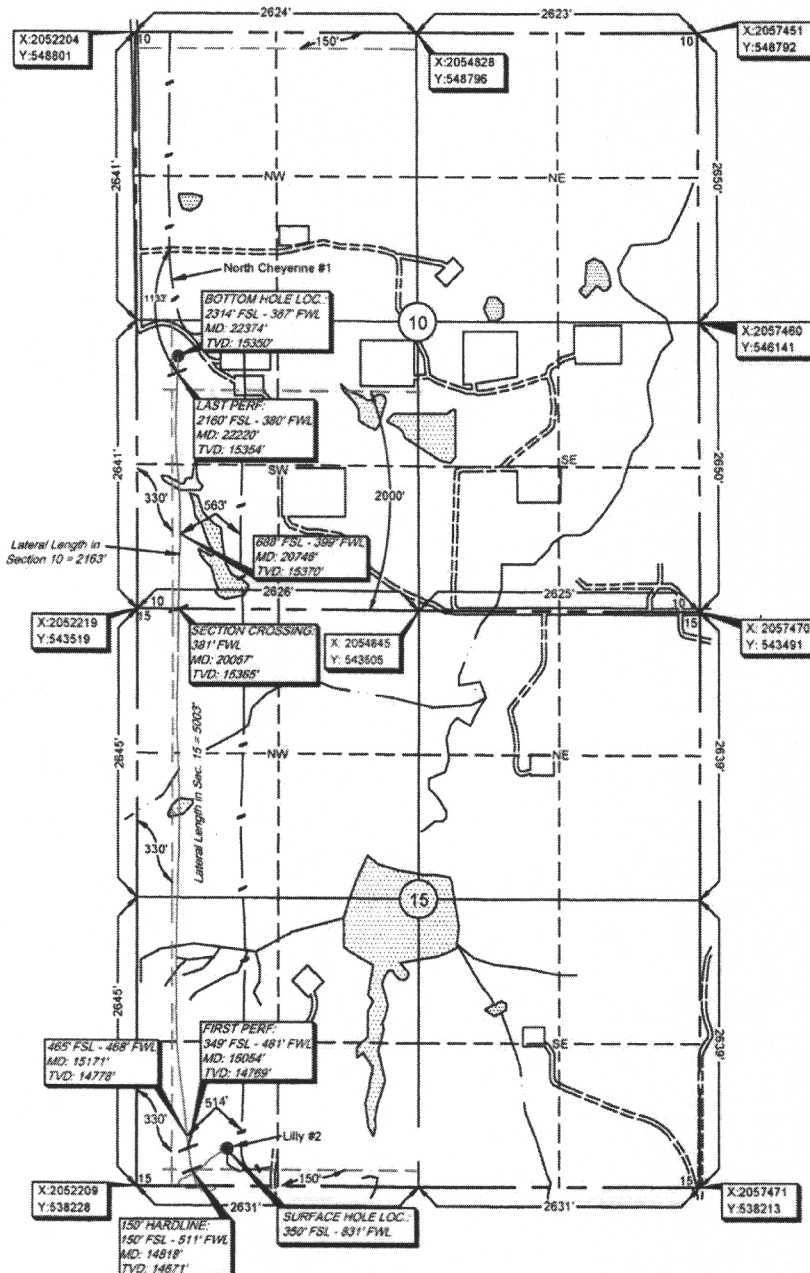 2624'
2623'
X:2052204
Y:548801
10
150'
X:2054828
Y:548796
10
X:2057451
Y:548792
2641'
NW
NE
2650'
North Cheyenne #1
1133'
BOTTOM HOLE LOC.:
2314' FSL - 387' FWL
MD: 22374'
TVD: 15350'
10
X:2057460
Y:546141
LAST PERF:
2160' FSL - 380' FWL
MD: 22220'
TVD: 15354'
2641'
SW
SE
2650'
330'
563'
2000'
Lateral Length in
Section 10 = 2163'
688' FSL - 399' FWL
MD: 20748'
TVD: 15370'
2626'
2625'
10
15
10
15
X:2052219
Y:543519
SECTION CROSSING:
381' FWL
MD: 20057'
TVD: 15365'
X: 2054845
Y: 543505
X: 2057470
Y: 543491
2645'
NW
NE
2639'
Lateral Length in Sec. 15 = 5003'
330'
15
2645'
2639'
SE
465' FSL - 468' FWL
MD: 15171'
TVD: 14778'
FIRST PERF:
349' FSL - 481' FWL
MD: 15054'
TVD: 14769'
330'
514'
Lilly #2
150'
15
15
X:2052209
Y:538228
2631'
2631'
X:2057471
Y:538213
150' HARDLINE:
150' FSL - 511' FWL
MD: 14818'
TVD: 14671'
SURFACE HOLE LOC.:
350' FSL - 831' FWL